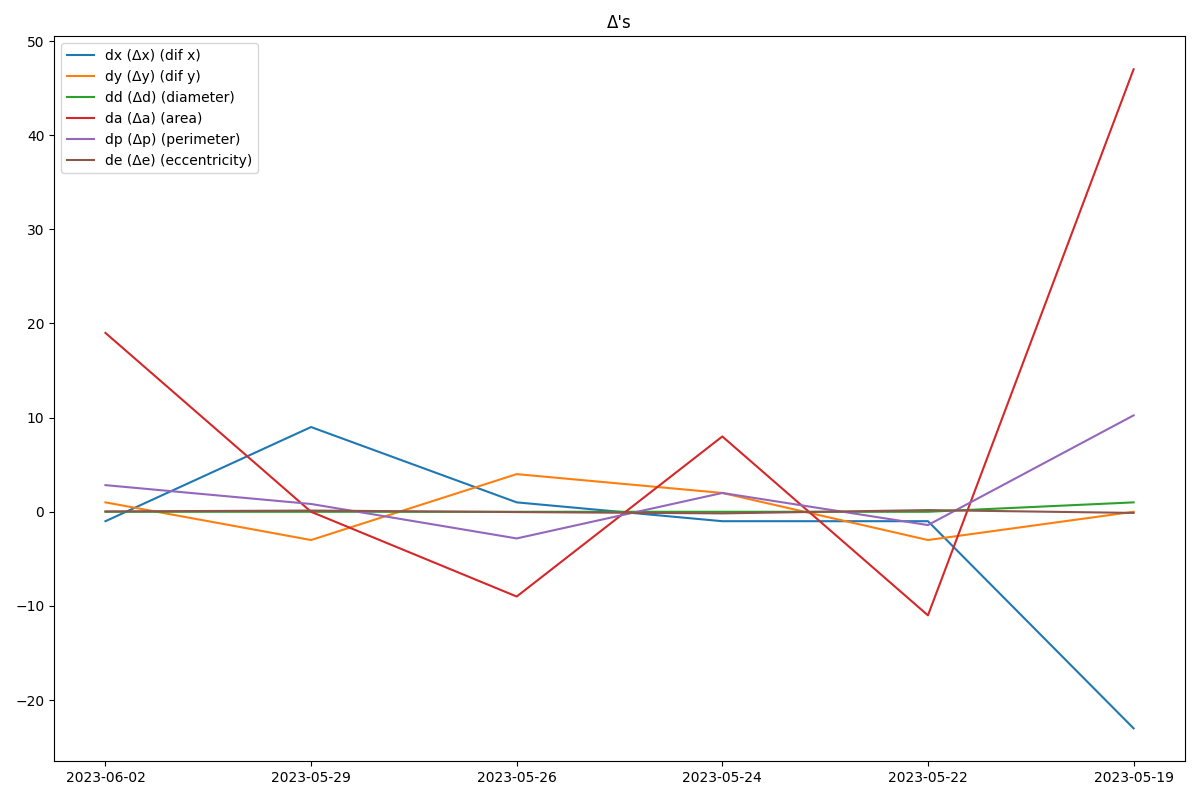 Δ's
dx (Δx) (dif x)
dy (Δy) (dif y)
dd (Δd) (diameter)
da (Δa) (area)
dp (Δp) (perimeter)
de (Δe) (eccentricity)
50
40
30
20
10
0
−10
−20
2023-06-02 2023-05-29 2023-05-26 2023-05-24 2023-05-22 2023-05-19